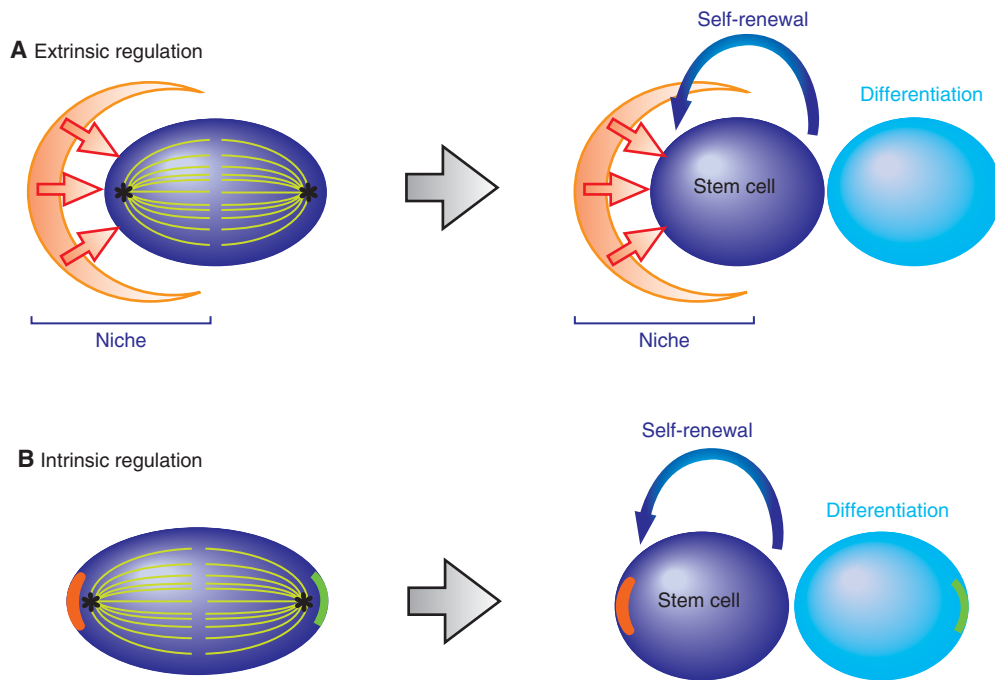 Self-renewal
A Extrinsic regulation
Differentiation
Stem cell
Niche
Niche
Self-renewal
B Intrinsic regulation
Differentiation
Stem cell